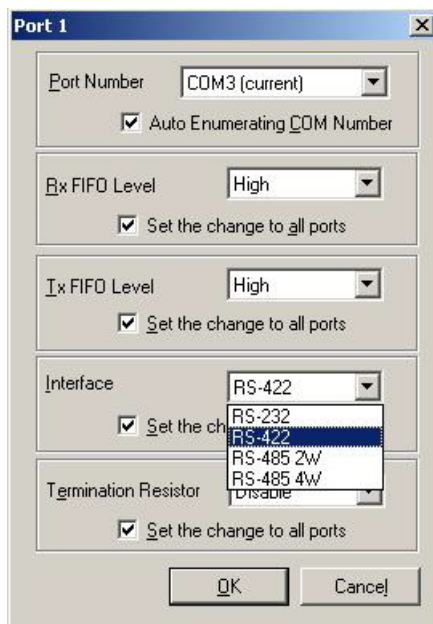 Port 1
Port Number COM3 (current)
Auto Enumerating COM Number
Rx FIFO Level High
Set the change to all ports
Tx FIFO Level High
Set the change to all ports
Interface RS-422
RS-232
Set the ch RS-422
RS-485 2W
RS-485 4W
Termination Resistor Disable
Set the change to all ports
OK Cancel